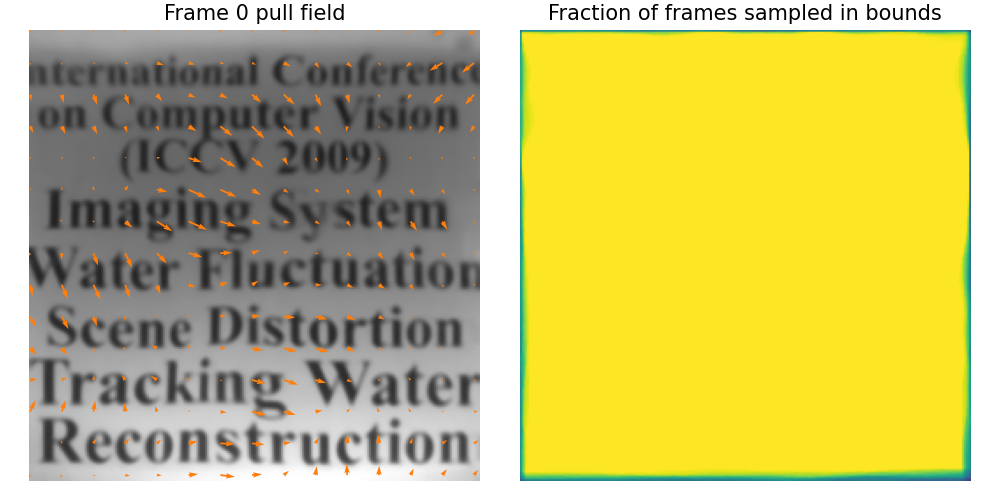 Frame 0 pull field
Fraction of frames sampled in bounds
nternational Conference
on Computer Vision
(ICCV 2009)
Imaging System
Water Fluctuation
Scene Distortion
Tracking Water
Reconstruction